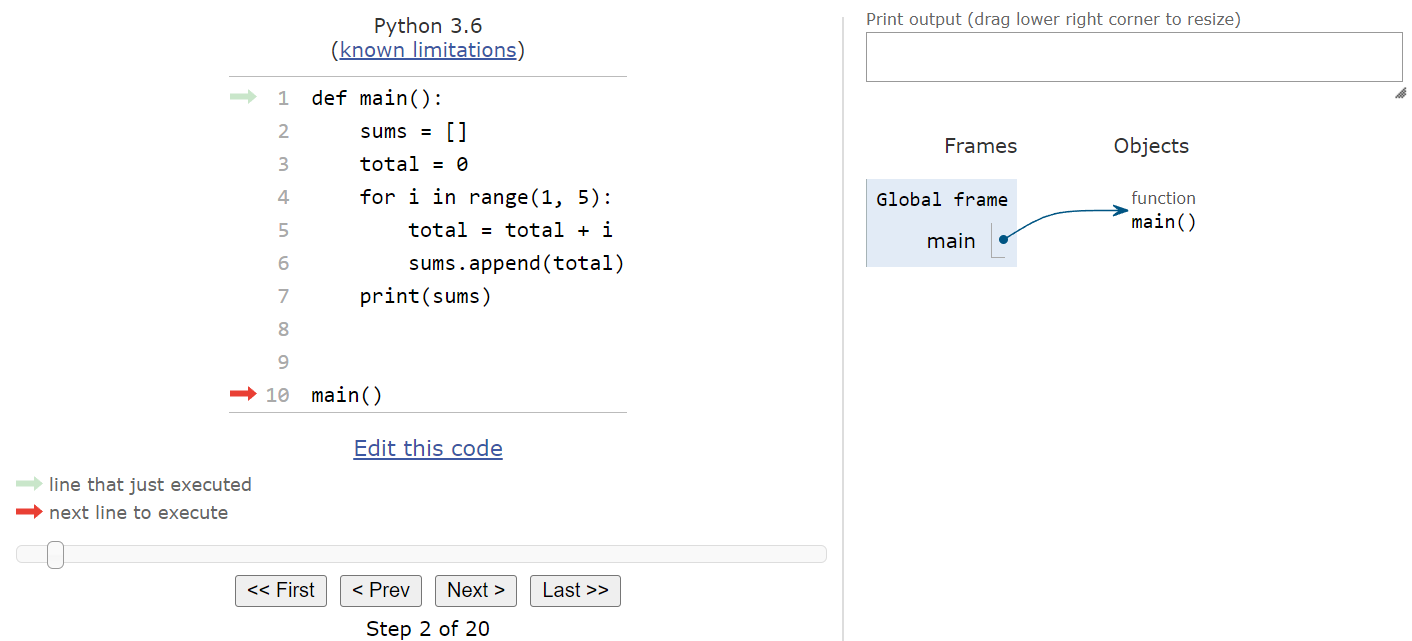 Python 3.6
(known limitations)
1 def main():
2     sums = []
3     total = 0
4     for i in range(1, 5):
5         total = total + i
6         sums.append(total)
7     print(sums)
8
9
10 main()
Edit this code
line that just executed
next line to execute
<< First < Prev Next > Last >>
Step 2 of 20
Print output (drag lower right corner to resize)
Frames Objects
Global frame
main
function
main()